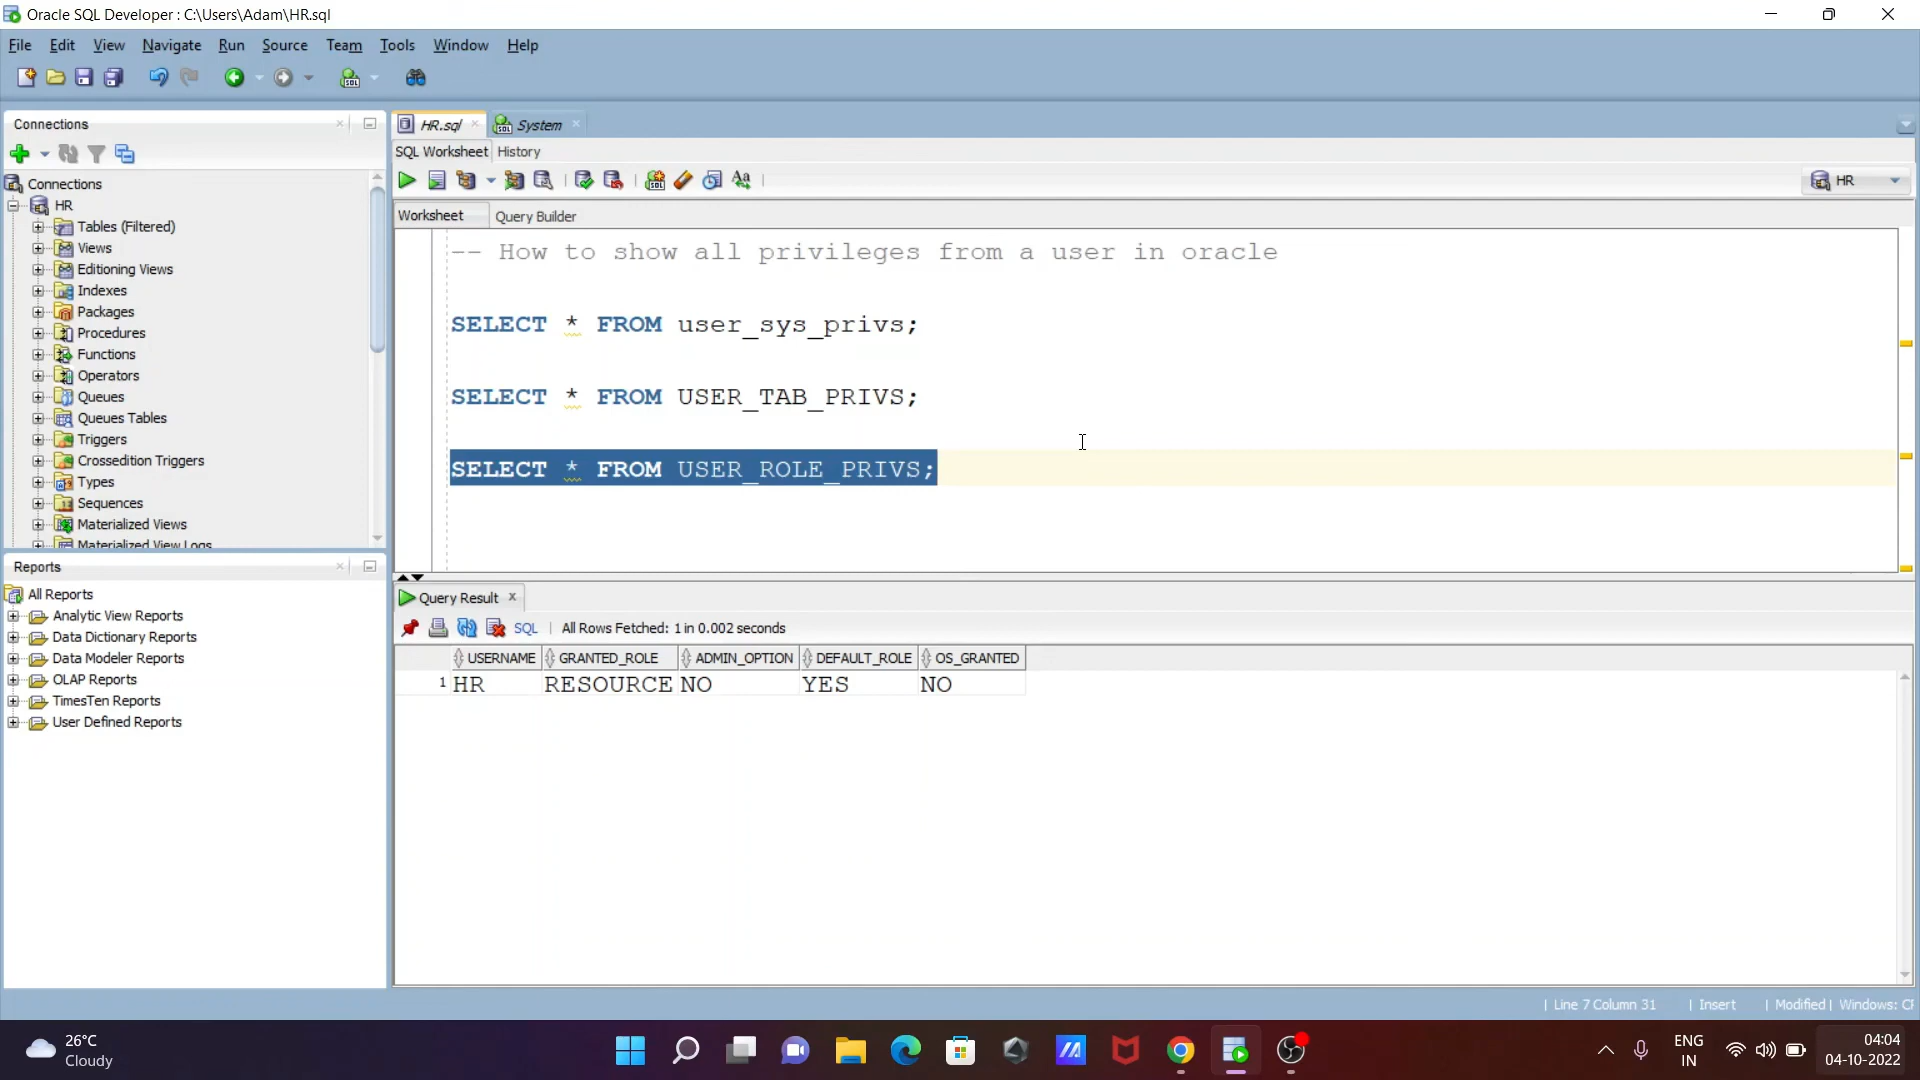 Oracle SQL Developer : C:\Users\Adam\HR.sql
File Edit View Navigate Run Source Team Tools Window Help
Connections
HR.sql System
SQL Worksheet History
HR
Worksheet Query Builder
Connections
HR
Tables (Filtered)
Views
Editioning Views
Indexes
Packages
Procedures
Functions
Operators
Queues
Queues Tables
Triggers
Crossedition Triggers
Types
Sequences
Materialized Views
Materialized View Logs
-- How to show all privileges from a user in oracle
SELECT * FROM user_sys_privs;
SELECT * FROM USER_TAB_PRIVS;
SELECT * FROM USER_ROLE_PRIVS;
Reports
All Reports
Analytic View Reports
Data Dictionary Reports
Data Modeler Reports
OLAP Reports
TimesTen Reports
User Defined Reports
Query Result
SQL | All Rows Fetched: 1 in 0.002 seconds
USERNAME GRANTED_ROLE ADMIN_OPTION DEFAULT_ROLE OS_GRANTED
1 HR RESOURCE NO YES NO
| Line 7 Column 31 | Insert | Modified | Windows: CF
26°C
Cloudy
ENG
IN
04:04
04-10-2022